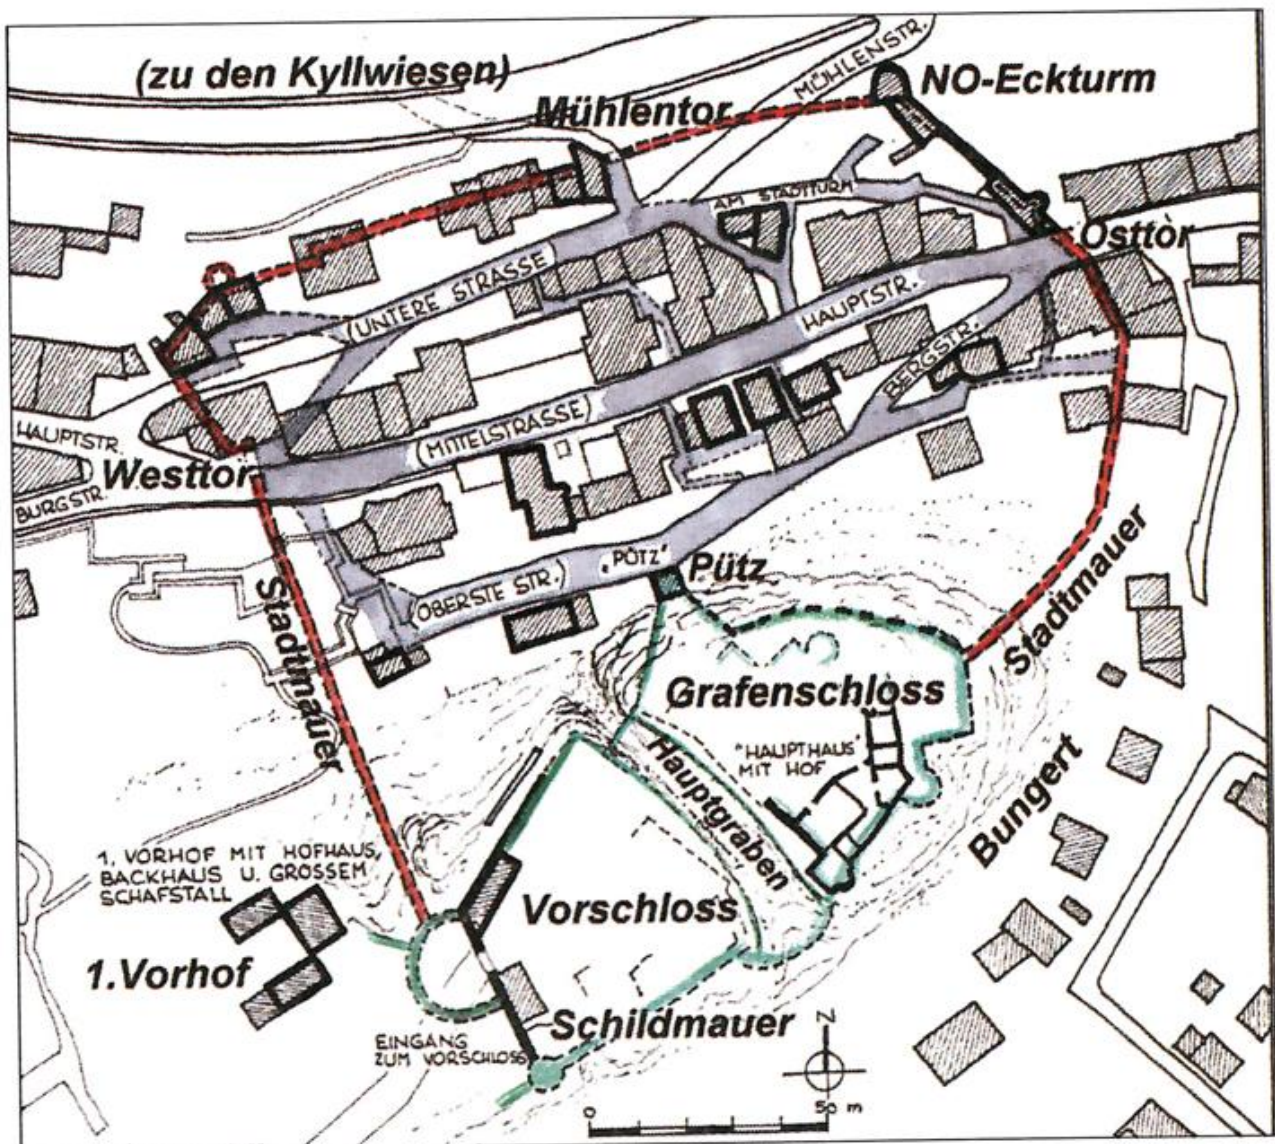 (zu den Kyllwiesen)
MÜHLENSTR.
NO-Eckturm
Mühlentor
AM STADTTURM
Osttor
(UNTERE STRASSE
HAUPTSTR.
BERGSTR.
HAUPTSTR.
(MITTELSTRASSE)
Westtor
BURGSTR.
"PÖTZ"
Pütz
OBERSTE STR.)
Stadtmauer
Stadtmauer
Grafenschloss
"HAUPTHAUS"
MIT HOF
Hauptgraben
Bungert
1. VORHOF MIT HOFHAUS,
BACKHAUS U. GROSSEM
SCHAFSTALL
Vorschloss
1.Vorhof
Schildmauer
EINGANG
ZUM VORSCHLOSS
N
0 50 m